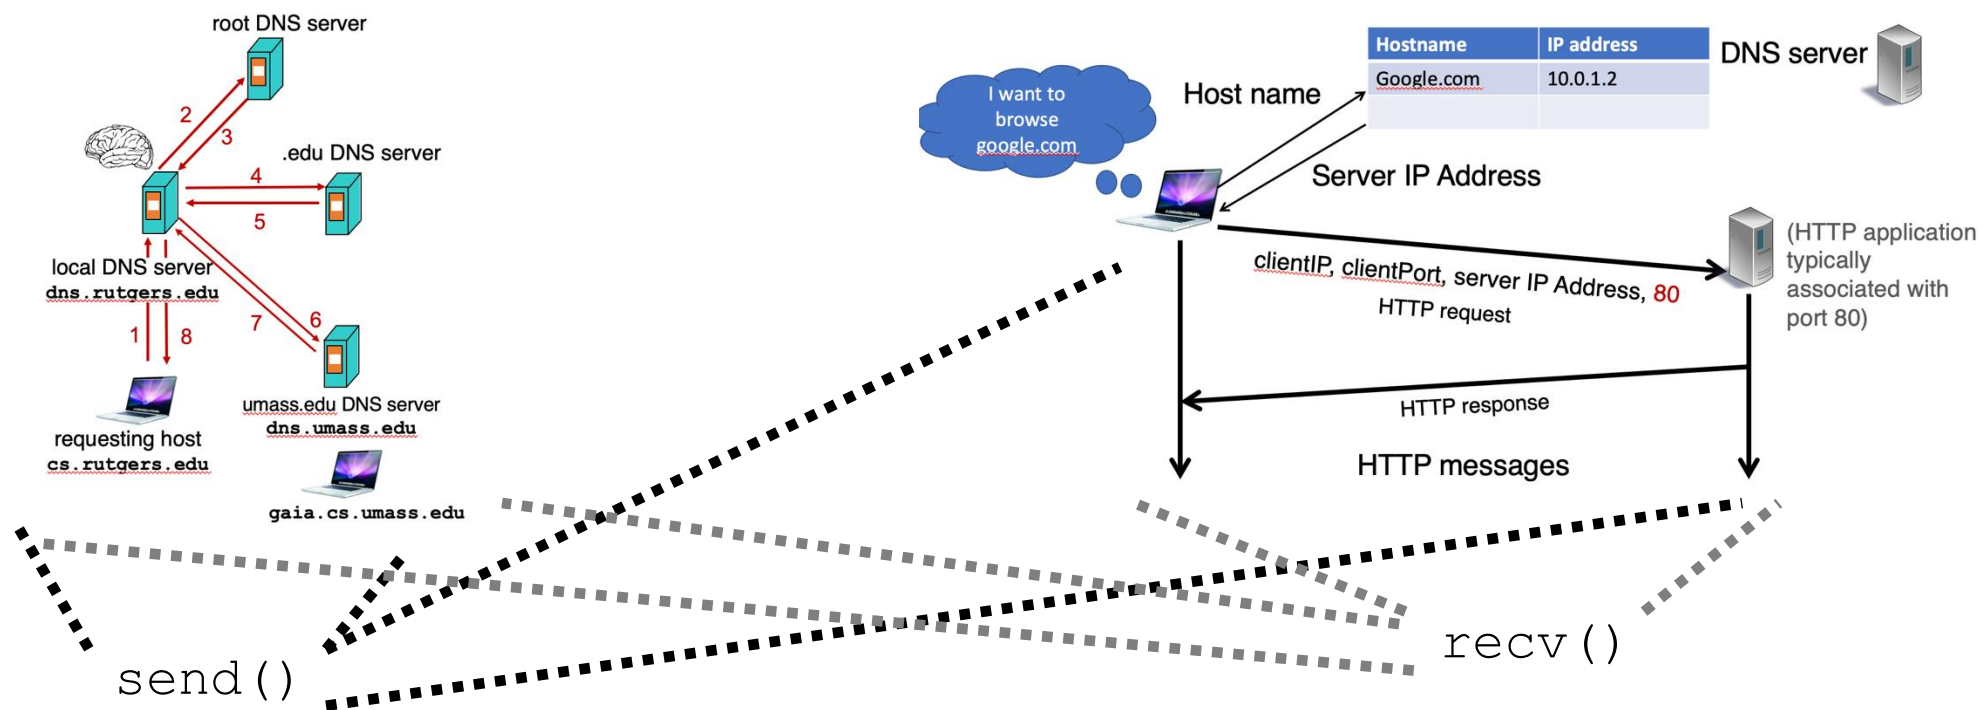 root DNS server
2
3
.edu DNS server
4
5
local DNS server
dns.rutgers.edu
1
8
7
6
requesting host
cs.rutgers.edu
umass.edu DNS server
dns.umass.edu
gaia.cs.umass.edu
I want to
browse
google.com
Host name
Hostname IP address
Google.com 10.0.1.2
DNS server
Server IP Address
clientIP, clientPort, server IP Address, 80
HTTP request
(HTTP application
typically
associated with
port 80)
HTTP response
HTTP messages
send()
recv()